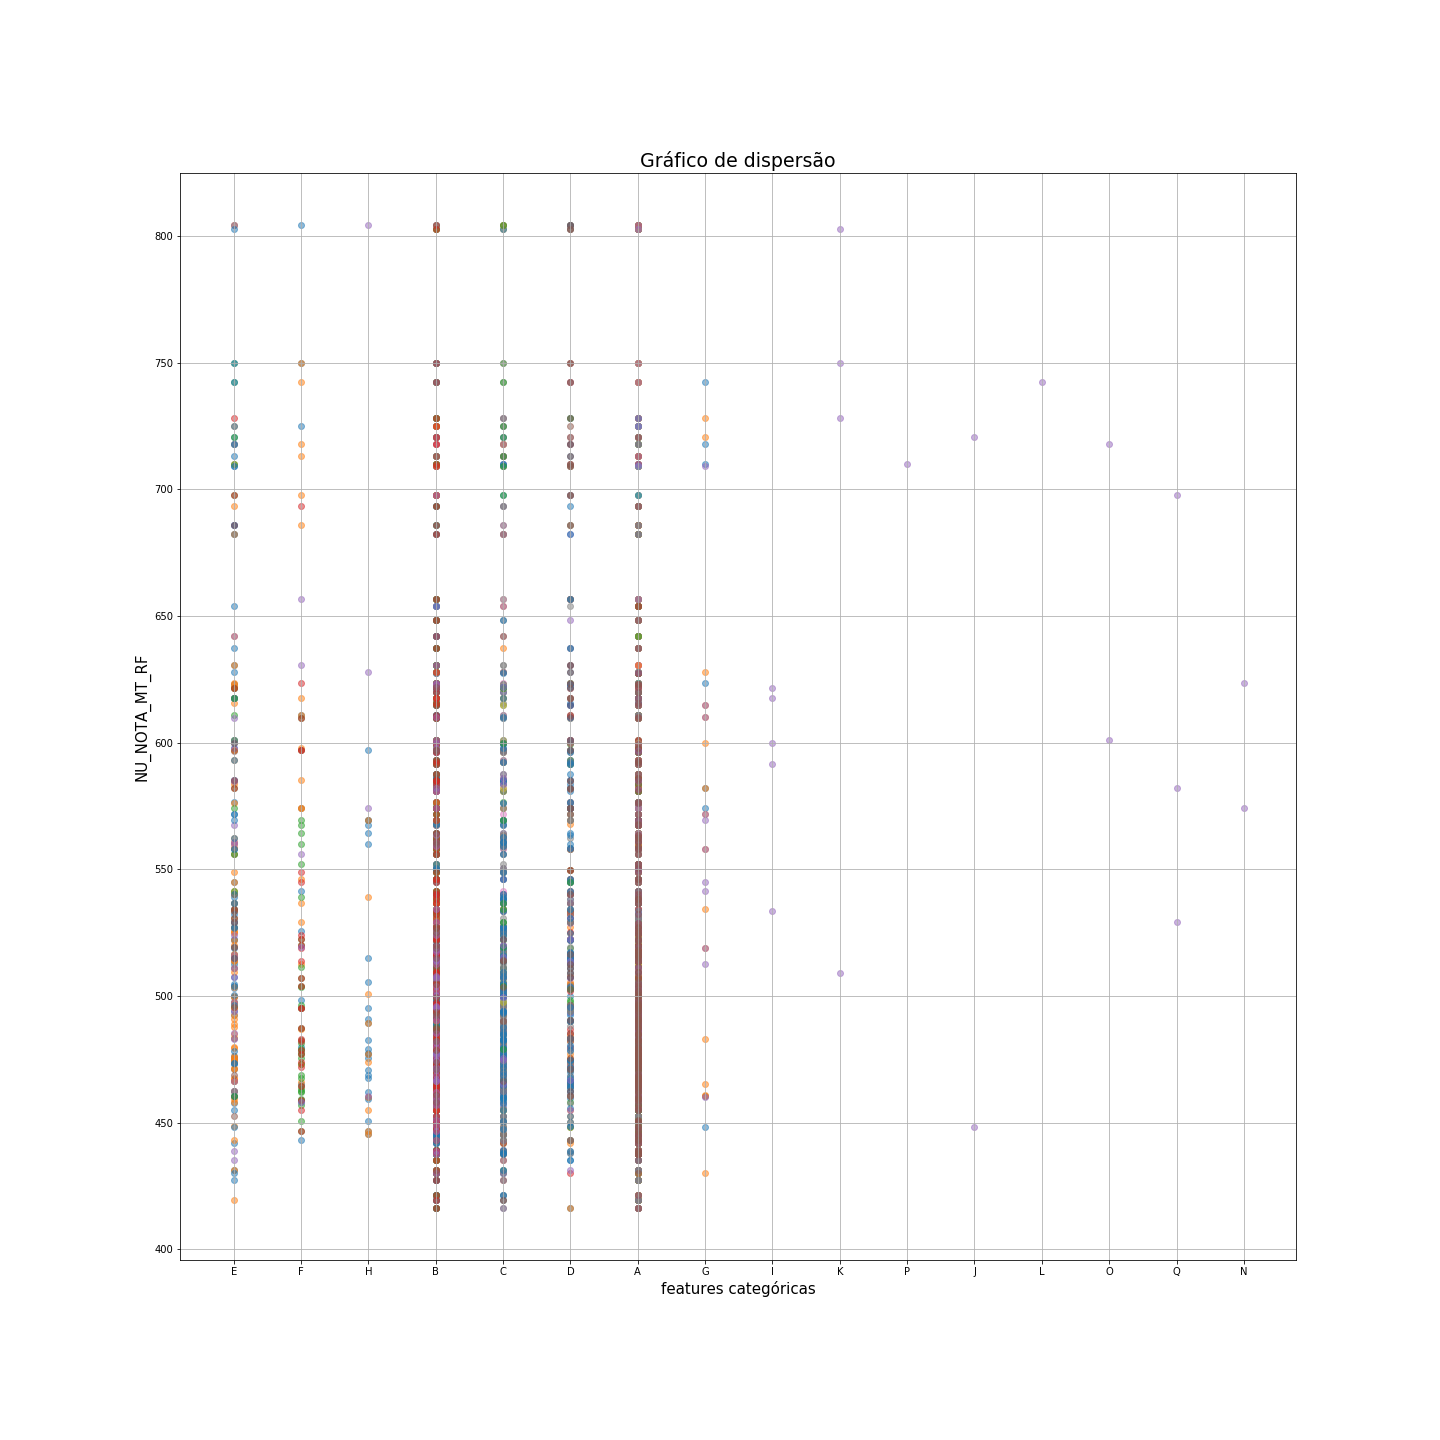 Gráfico de dispersão
NU_NOTA_MT_RF
800
750
700
650
600
550
500
450
400
E F H B C D A G I K P J L O Q N
features categóricas